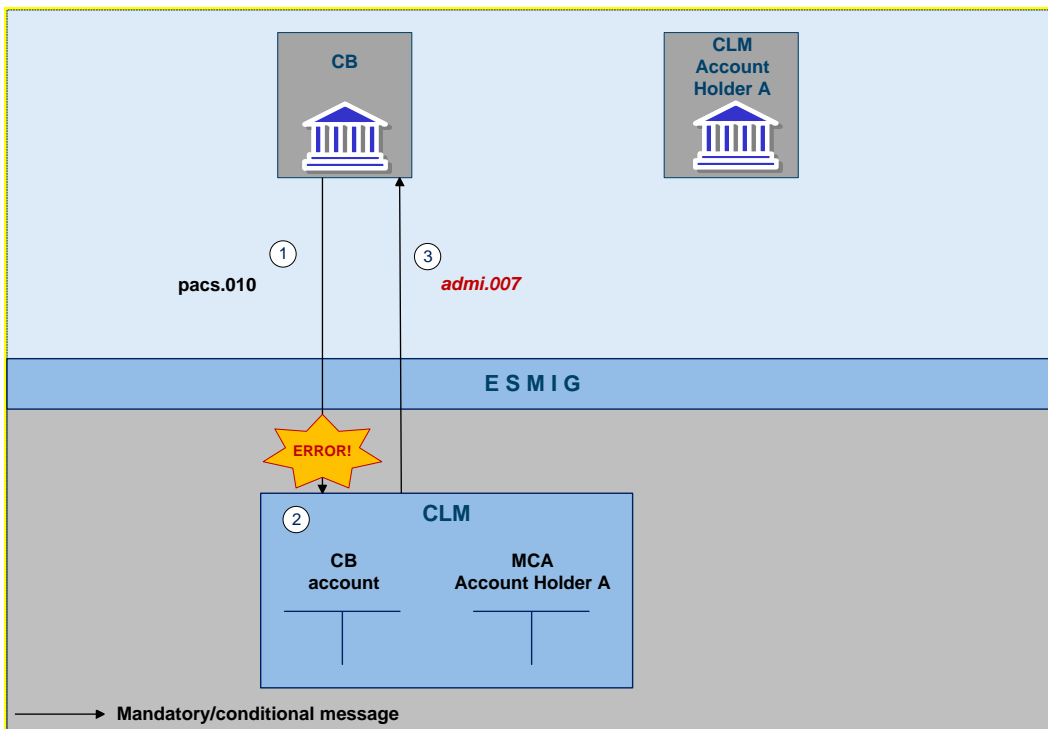 CB
CLM
Account
Holder A
1
3
pacs.010
admi.007
E S M I G
ERROR!
2
CLM
CB
account
MCA
Account Holder A
Mandatory/conditional message